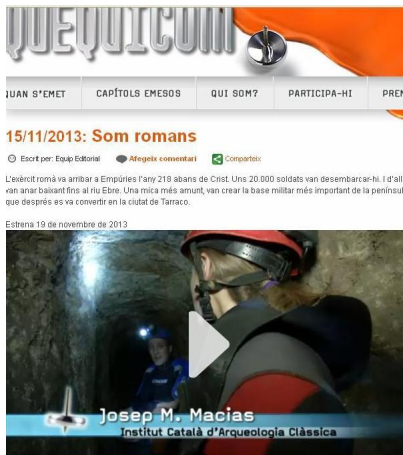 QUEQUICOM
QUAN S'EMET CAPÍTOLS EMESOS QUI SOM? PARTICIPA-HI PREN
15/11/2013: Som romans
Escrit per: Equip Editorial Afegeix comentari Comparteix
L'exèrcit romà va arribar a Empúries l'any 218 abans de Crist. Uns 20.000 soldats van desembarcar-hi. I d'all
van anar baixant fins al riu Ebre. Una mica més amunt, van crear la base militar més important de la penínsul
que després es va convertir en la ciutat de Tarraco.
Estrena 19 de novembre de 2013
Josep M. Macias
Institut Català d'Arqueologia Clàssica